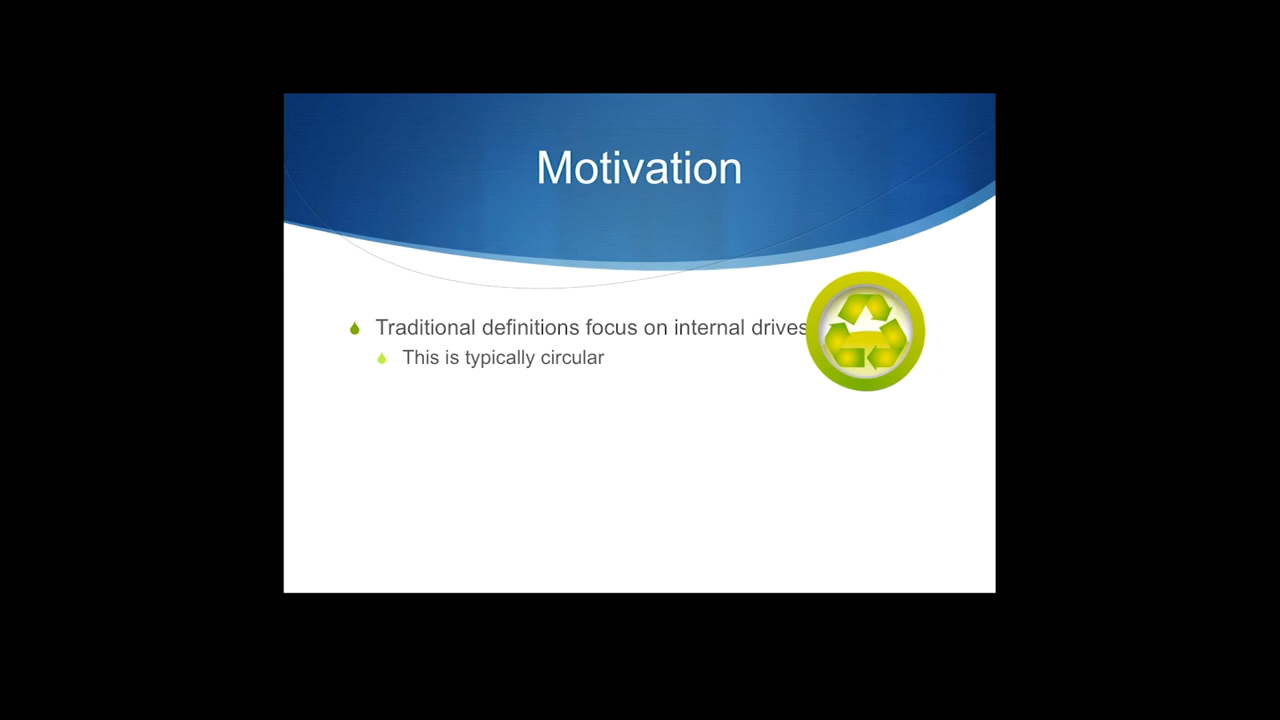 Motivation
Traditional definitions focus on internal drives
This is typically circular